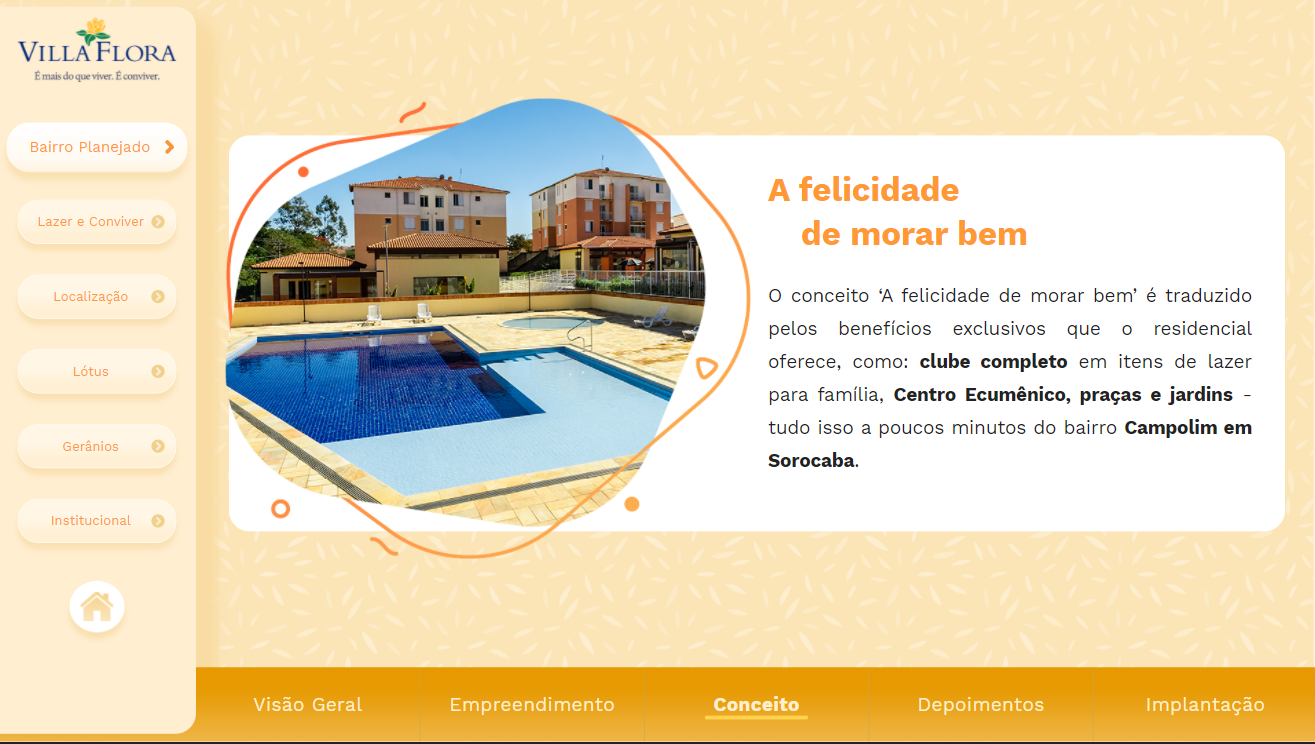 VILLA FLORA
É mais do que viver. É conviver.
Bairro Planejado
Lazer e Conviver
Localização
Lótus
Gerânios
Institucional
A felicidade
de morar bem
O conceito ‘A felicidade de morar bem’ é traduzido
pelos benefícios exclusivos que o residencial
oferece, como: clube completo em itens de lazer
para família, Centro Ecumênico, praças e jardins -
tudo isso a poucos minutos do bairro Campolim em
Sorocaba.
Visão Geral
Empreendimento
Conceito
Depoimentos
Implantação